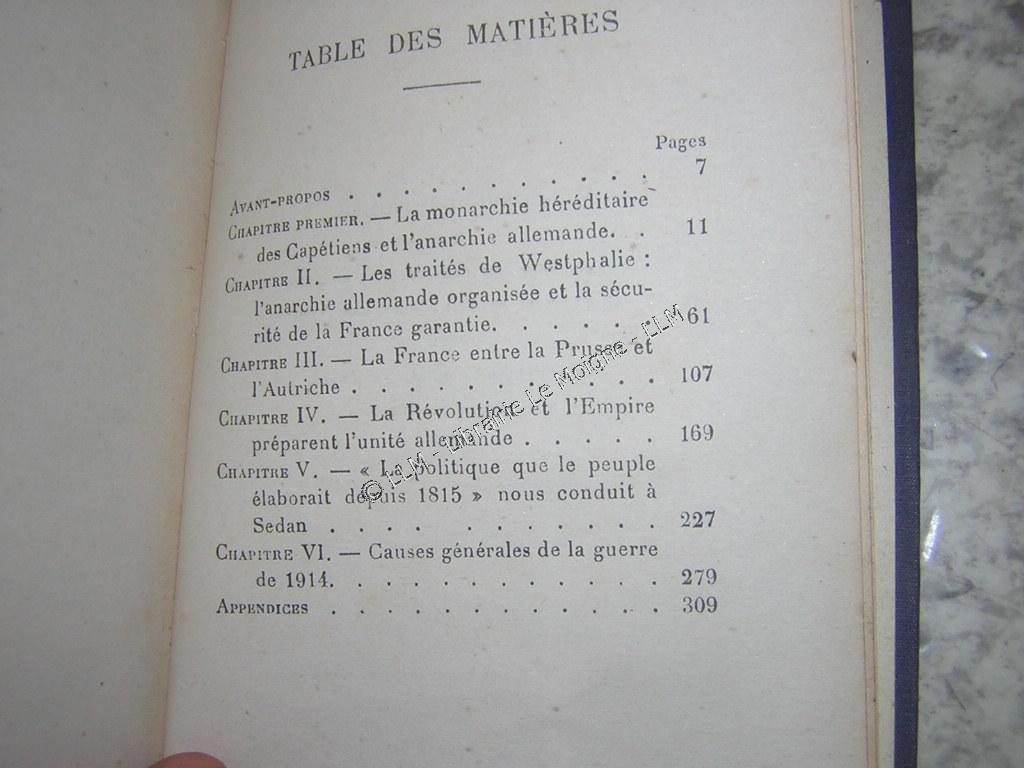 TABLE DES MATIÈRES
Pages
AVANT-PROPOS . . . . . . . . . . . 7
CHAPITRE PREMIER. — La monarchie héréditaire
des Capétiens et l'anarchie allemande. . 11
CHAPITRE II. — Les traités de Westphalie :
l'anarchie allemande organisée et la sécu-
rité de la France garantie. . . . . . . 61
CHAPITRE III. — La France entre la Prusse et
l'Autriche . . . . . . . . . . . 107
CHAPITRE IV. — La Révolution et l'Empire
préparent l'unité allemande . . . . . 169
CHAPITRE V. — « La politique que le peuple
élaborait depuis 1815 » nous conduit à
Sedan . . . . . . . . . . . 227
CHAPITRE VI. — Causes générales de la guerre
de 1914. . . . . . . . . . . . . 279
APPENDICES . . . . . . . . . . . . 309
© LLM - Librairie Le Moigne - LLM